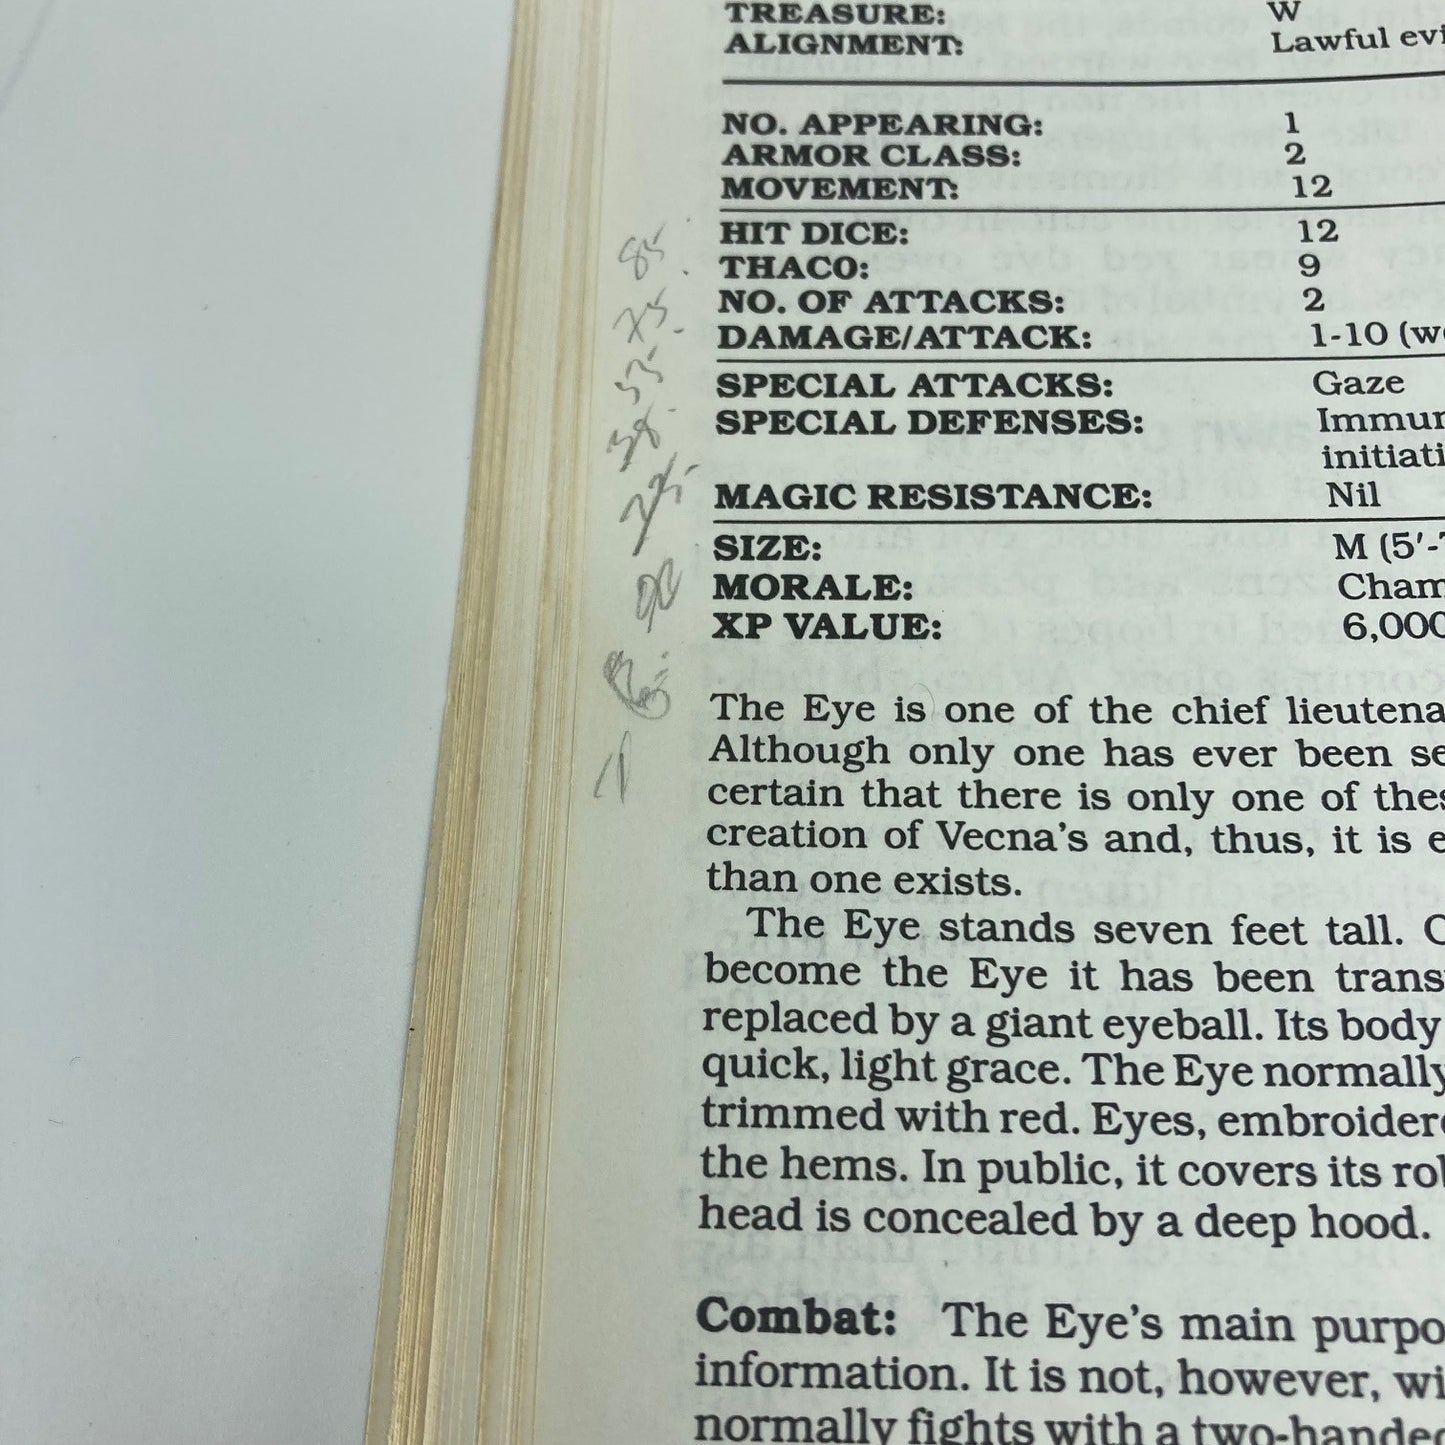 TREASURE: W
ALIGNMENT: Lawful evi
NO. APPEARING: 1
ARMOR CLASS: 2
MOVEMENT: 12
HIT DICE: 12
85
THACO: 9
NO. OF ATTACKS: 2
75
DAMAGE/ATTACK: 1-10 (we
SPECIAL ATTACKS: Gaze
SPECIAL DEFENSES: Immun
initiati
MAGIC RESISTANCE: Nil
SIZE: M (5'-7
MORALE: Cham
XP VALUE: 6,000
The Eye is one of the chief lieutena
Although only one has ever been se
certain that there is only one of thes
creation of Vecna's and, thus, it is e
than one exists.
The Eye stands seven feet tall. O
become the Eye it has been transf
replaced by a giant eyeball. Its body
quick, light grace. The Eye normally
trimmed with red. Eyes, embroidere
the hems. In public, it covers its rob
head is concealed by a deep hood.
Combat: The Eye's main purpo
information. It is not, however, wi
normally fights with a two-handed